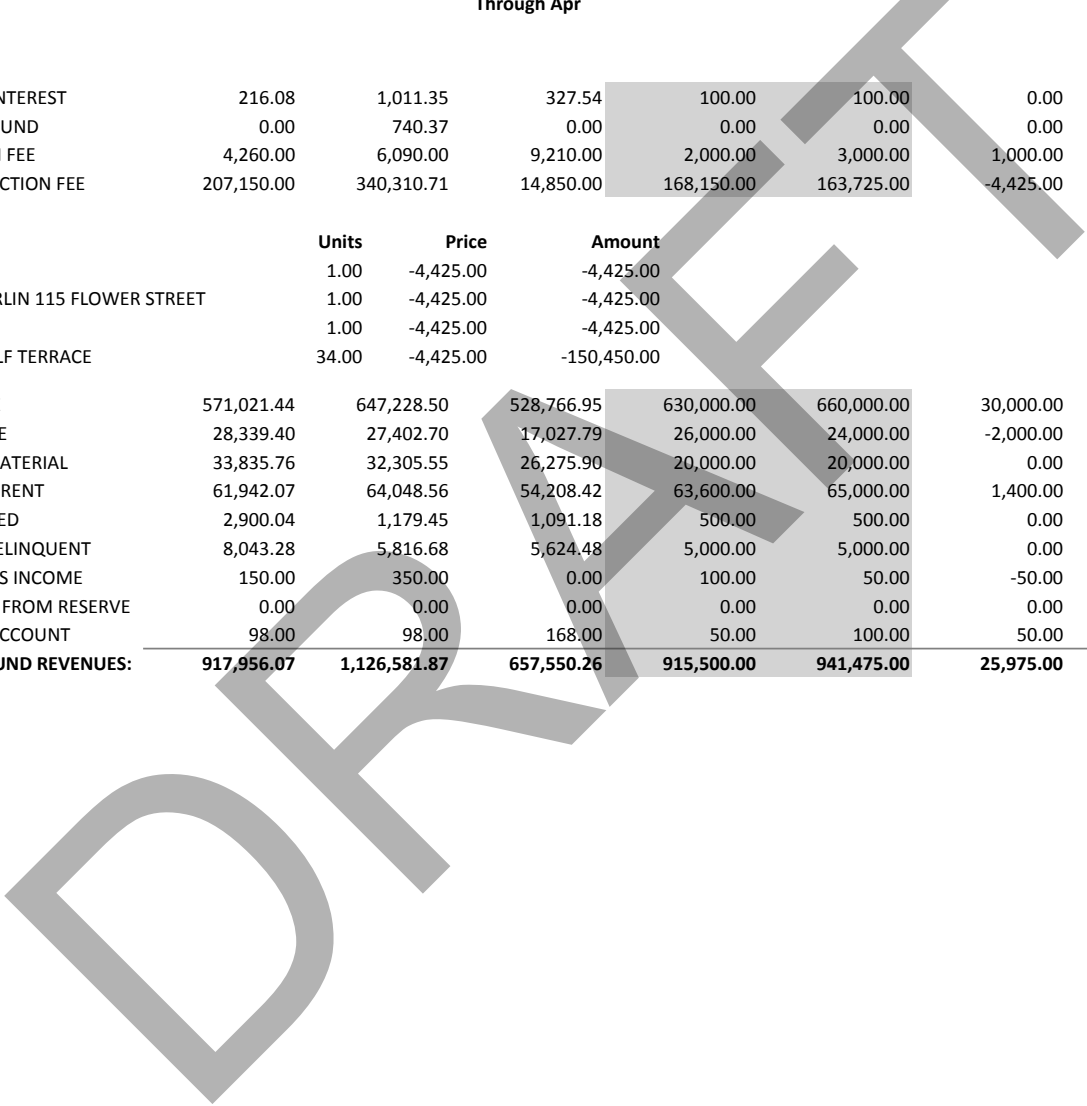 Through Apr
NTEREST 216.08 1,011.35 327.54 100.00 100.00 0.00
UND 0.00 740.37 0.00 0.00 0.00 0.00
FEE 4,260.00 6,090.00 9,210.00 2,000.00 3,000.00 1,000.00
CTION FEE 207,150.00 340,310.71 14,850.00 168,150.00 163,725.00 -4,425.00
Units Price Amount
1.00 -4,425.00 -4,425.00
RLIN 115 FLOWER STREET 1.00 -4,425.00 -4,425.00
1.00 -4,425.00 -4,425.00
LF TERRACE 34.00 -4,425.00 -150,450.00
571,021.44 647,228.50 528,766.95 630,000.00 660,000.00 30,000.00
E 28,339.40 27,402.70 17,027.79 26,000.00 24,000.00 -2,000.00
ATERIAL 33,835.76 32,305.55 26,275.90 20,000.00 20,000.00 0.00
RENT 61,942.07 64,048.56 54,208.42 63,600.00 65,000.00 1,400.00
ED 2,900.04 1,179.45 1,091.18 500.00 500.00 0.00
ELINQUENT 8,043.28 5,816.68 5,624.48 5,000.00 5,000.00 0.00
S INCOME 150.00 350.00 0.00 100.00 50.00 -50.00
FROM RESERVE 0.00 0.00 0.00 0.00 0.00 0.00
CCOUNT 98.00 98.00 168.00 50.00 100.00 50.00
UND REVENUES: 917,956.07 1,126,581.87 657,550.26 915,500.00 941,475.00 25,975.00
DRAFT